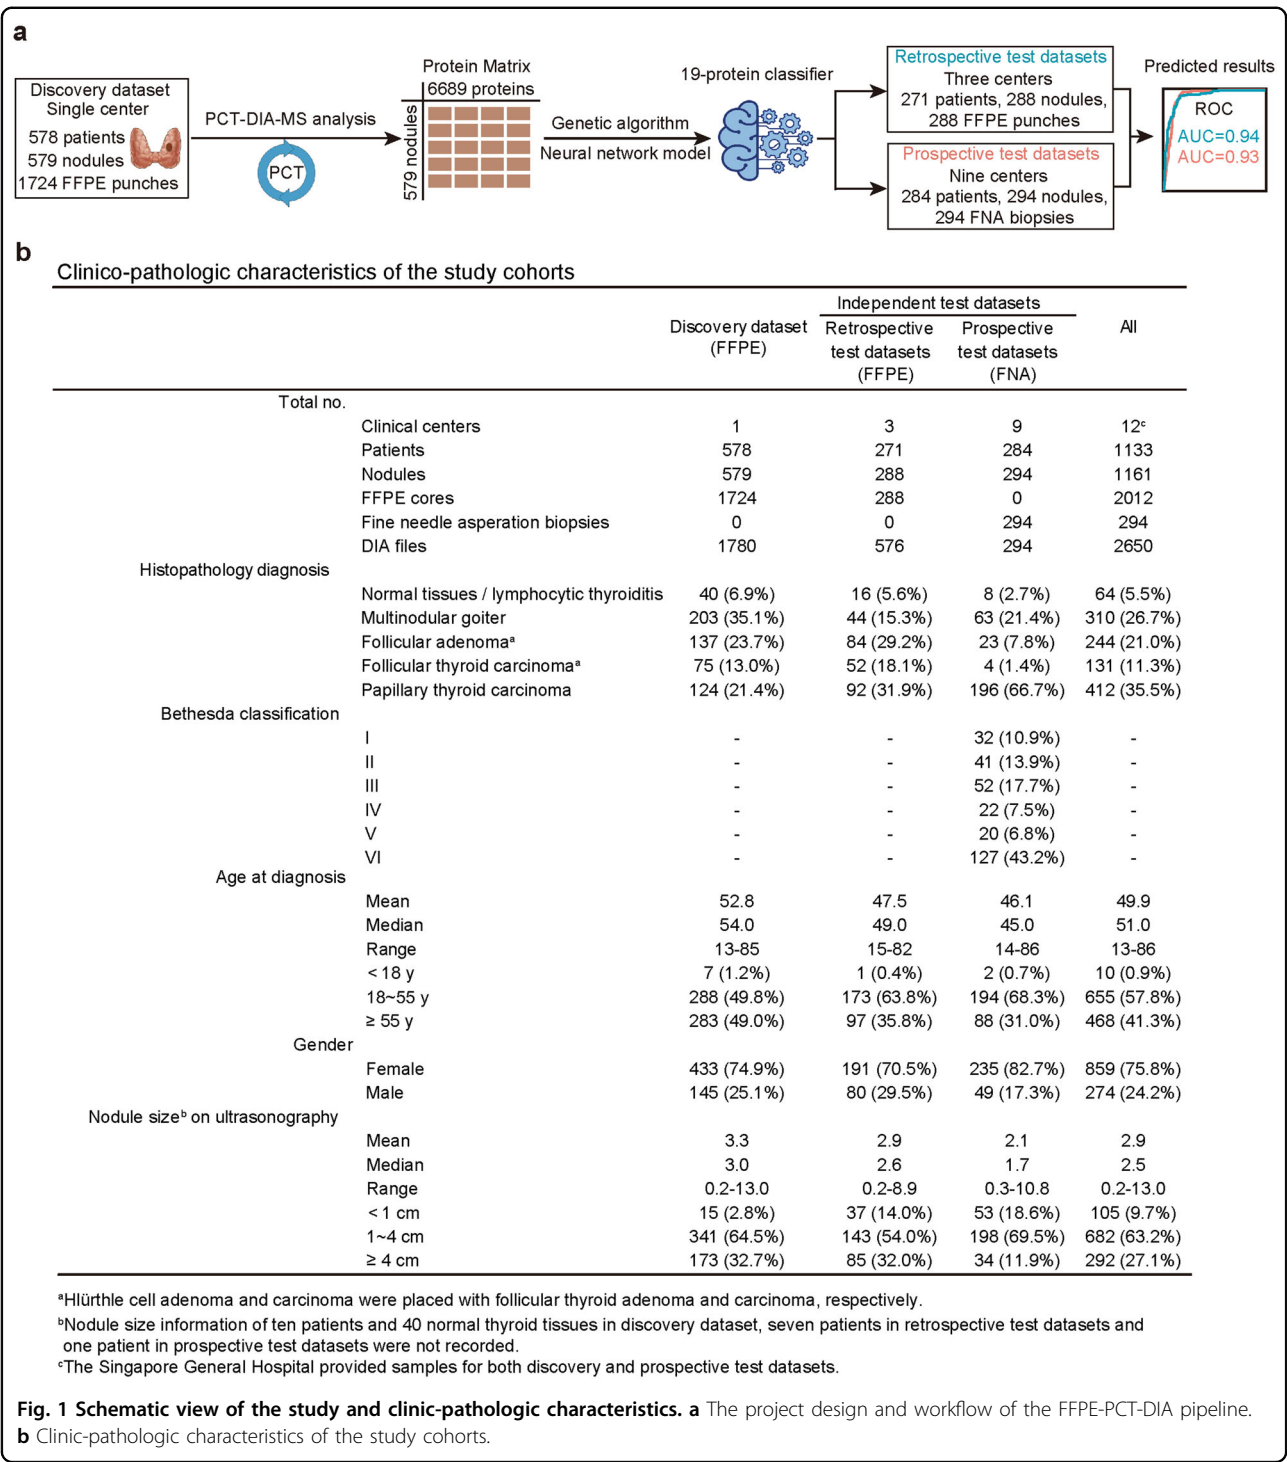 a
Discovery dataset
Single center
578 patients
579 nodules
1724 FFPE punches
PCT-DIA-MS analysis
PCT
Protein Matrix
6689 proteins
579 nodules
Genetic algorithm
Neural network model
19-protein classifier
Retrospective test datasets
Three centers
271 patients, 288 nodules,
288 FFPE punches
Prospective test datasets
Nine centers
284 patients, 294 nodules,
294 FNA biopsies
Predicted results
ROC
AUC=0.94
AUC=0.93
b
Clinico-pathologic characteristics of the study cohorts
Independent test datasets
Discovery dataset (FFPE) Retrospective test datasets (FFPE) Prospective test datasets (FNA) All
Total no.
Clinical centers 1 3 9 12ᶜ
Patients 578 271 284 1133
Nodules 579 288 294 1161
FFPE cores 1724 288 0 2012
Fine needle asperation biopsies 0 0 294 294
DIA files 1780 576 294 2650
Histopathology diagnosis
Normal tissues / lymphocytic thyroiditis 40 (6.9%) 16 (5.6%) 8 (2.7%) 64 (5.5%)
Multinodular goiter 203 (35.1%) 44 (15.3%) 63 (21.4%) 310 (26.7%)
Follicular adenomaᵃ 137 (23.7%) 84 (29.2%) 23 (7.8%) 244 (21.0%)
Follicular thyroid carcinomaᵃ 75 (13.0%) 52 (18.1%) 4 (1.4%) 131 (11.3%)
Papillary thyroid carcinoma 124 (21.4%) 92 (31.9%) 196 (66.7%) 412 (35.5%)
Bethesda classification
I - - 32 (10.9%) -
II - - 41 (13.9%) -
III - - 52 (17.7%) -
IV - - 22 (7.5%) -
V - - 20 (6.8%) -
VI - - 127 (43.2%) -
Age at diagnosis
Mean 52.8 47.5 46.1 49.9
Median 54.0 49.0 45.0 51.0
Range 13-85 15-82 14-86 13-86
< 18 y 7 (1.2%) 1 (0.4%) 2 (0.7%) 10 (0.9%)
18~55 y 288 (49.8%) 173 (63.8%) 194 (68.3%) 655 (57.8%)
≥ 55 y 283 (49.0%) 97 (35.8%) 88 (31.0%) 468 (41.3%)
Gender
Female 433 (74.9%) 191 (70.5%) 235 (82.7%) 859 (75.8%)
Male 145 (25.1%) 80 (29.5%) 49 (17.3%) 274 (24.2%)
Nodule sizeᵇ on ultrasonography
Mean 3.3 2.9 2.1 2.9
Median 3.0 2.6 1.7 2.5
Range 0.2-13.0 0.2-8.9 0.3-10.8 0.2-13.0
< 1 cm 15 (2.8%) 37 (14.0%) 53 (18.6%) 105 (9.7%)
1~4 cm 341 (64.5%) 143 (54.0%) 198 (69.5%) 682 (63.2%)
≥ 4 cm 173 (32.7%) 85 (32.0%) 34 (11.9%) 292 (27.1%)
ᵃHlürthle cell adenoma and carcinoma were placed with follicular thyroid adenoma and carcinoma, respectively.
ᵇNodule size information of ten patients and 40 normal thyroid tissues in discovery dataset, seven patients in retrospective test datasets and
one patient in prospective test datasets were not recorded.
ᶜThe Singapore General Hospital provided samples for both discovery and prospective test datasets.
Fig. 1 Schematic view of the study and clinic-pathologic characteristics. a The project design and workflow of the FFPE-PCT-DIA pipeline.
b Clinic-pathologic characteristics of the study cohorts.